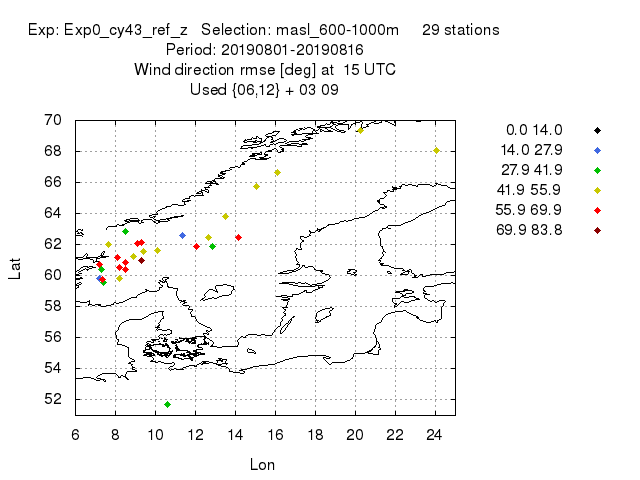 Exp: Exp0_cy43_ref_z   Selection: masl_600-1000m     29 stations
Period: 20190801-20190816
Wind direction rmse [deg] at  15 UTC
Used {06,12} + 03 09
70
68
66
64
62
60
58
56
54
52
Lat
6 8 10 12 14 16 18 20 22 24
Lon
0.0 14.0
14.0 27.9
27.9 41.9
41.9 55.9
55.9 69.9
69.9 83.8